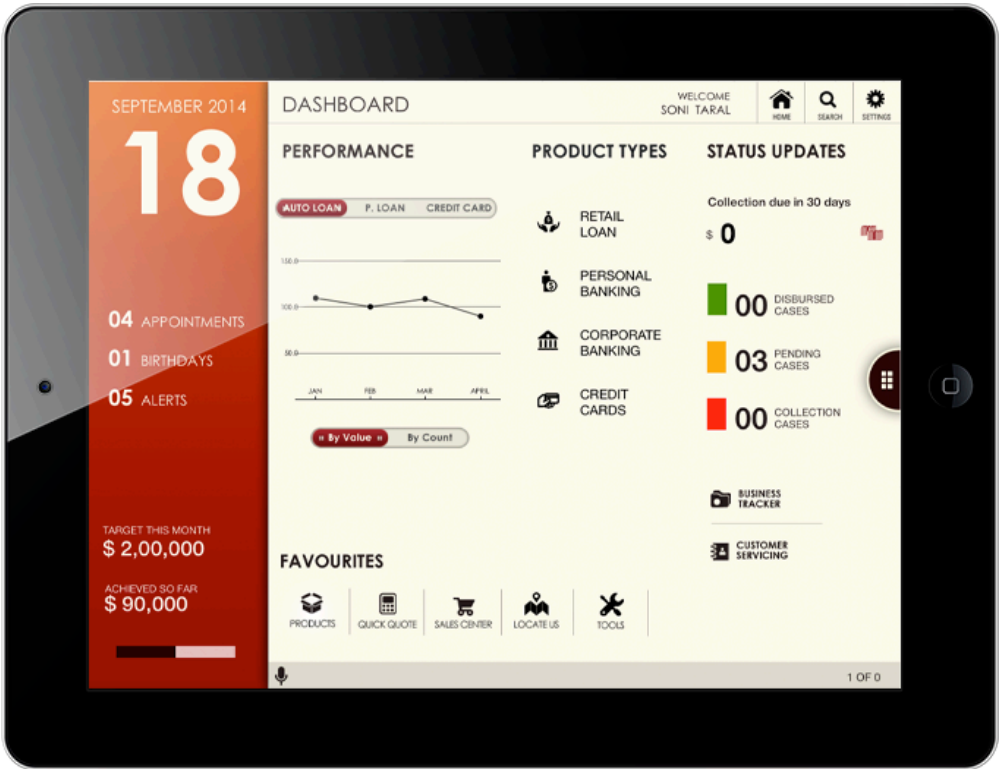 SEPTEMBER 2014
18
04 APPOINTMENTS
01 BIRTHDAYS
05 ALERTS
TARGET THIS MONTH
$ 2,00,000
ACHIEVED SO FAR
$ 90,000
DASHBOARD
WELCOME
SONI TARAL
HOME
SEARCH
SETTINGS
PERFORMANCE
AUTO LOAN
P. LOAN
CREDIT CARD
150.0
100.0
50.0
JAN
FEB
MAR
APRIL
« By Value »
By Count
PRODUCT TYPES
RETAIL
LOAN
PERSONAL
BANKING
CORPORATE
BANKING
CREDIT
CARDS
STATUS UPDATES
Collection due in 30 days
$ 0
00 DISBURSED
CASES
03 PENDING
CASES
00 COLLECTION
CASES
BUSINESS
TRACKER
CUSTOMER
SERVICING
FAVOURITES
PRODUCTS
QUICK QUOTE
SALES CENTER
LOCATE US
TOOLS
1 OF 0